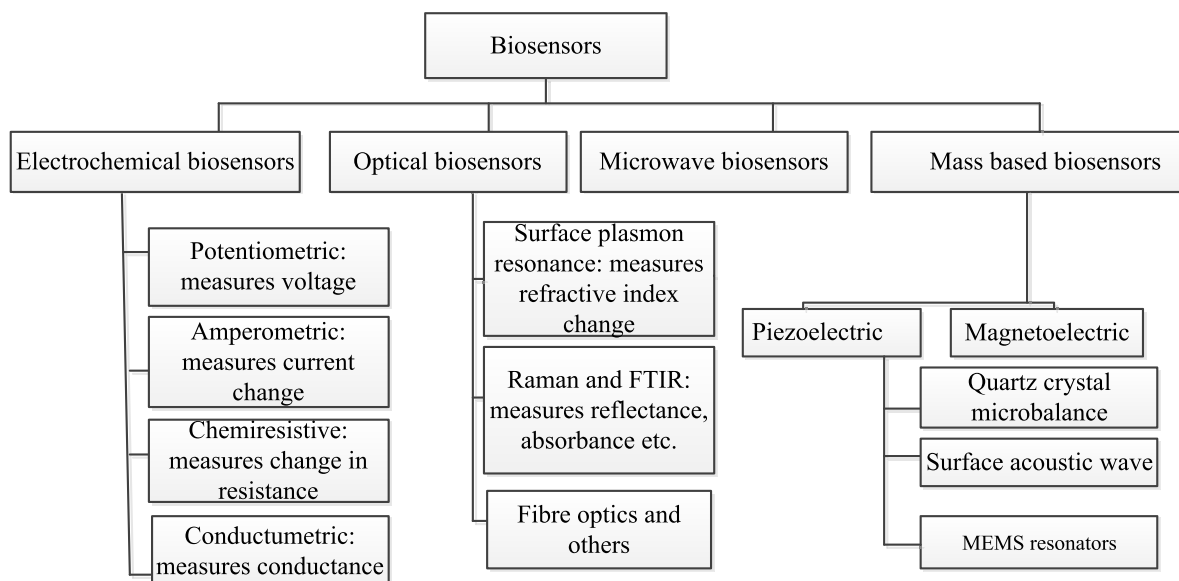 Biosensors
Electrochemical biosensors
Optical biosensors
Microwave biosensors
Mass based biosensors
Potentiometric:
measures voltage
Amperometric:
measures current
change
Chemiresistive:
measures change in
resistance
Conductumetric:
measures conductance
Surface plasmon
resonance: measures
refractive index
change
Raman and FTIR:
measures reflectance,
absorbance etc.
Fibre optics and
others
Piezoelectric
Magnetoelectric
Quartz crystal
microbalance
Surface acoustic wave
MEMS resonators